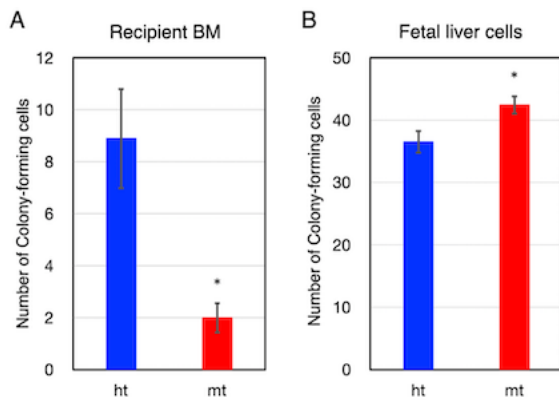 A
Recipient BM
Number of Colony-forming cells
12
10
8
6
4
2
0
*
ht
mt
B
Fetal liver cells
Number of Colony-forming cells
50
40
30
20
10
0
*
ht
mt